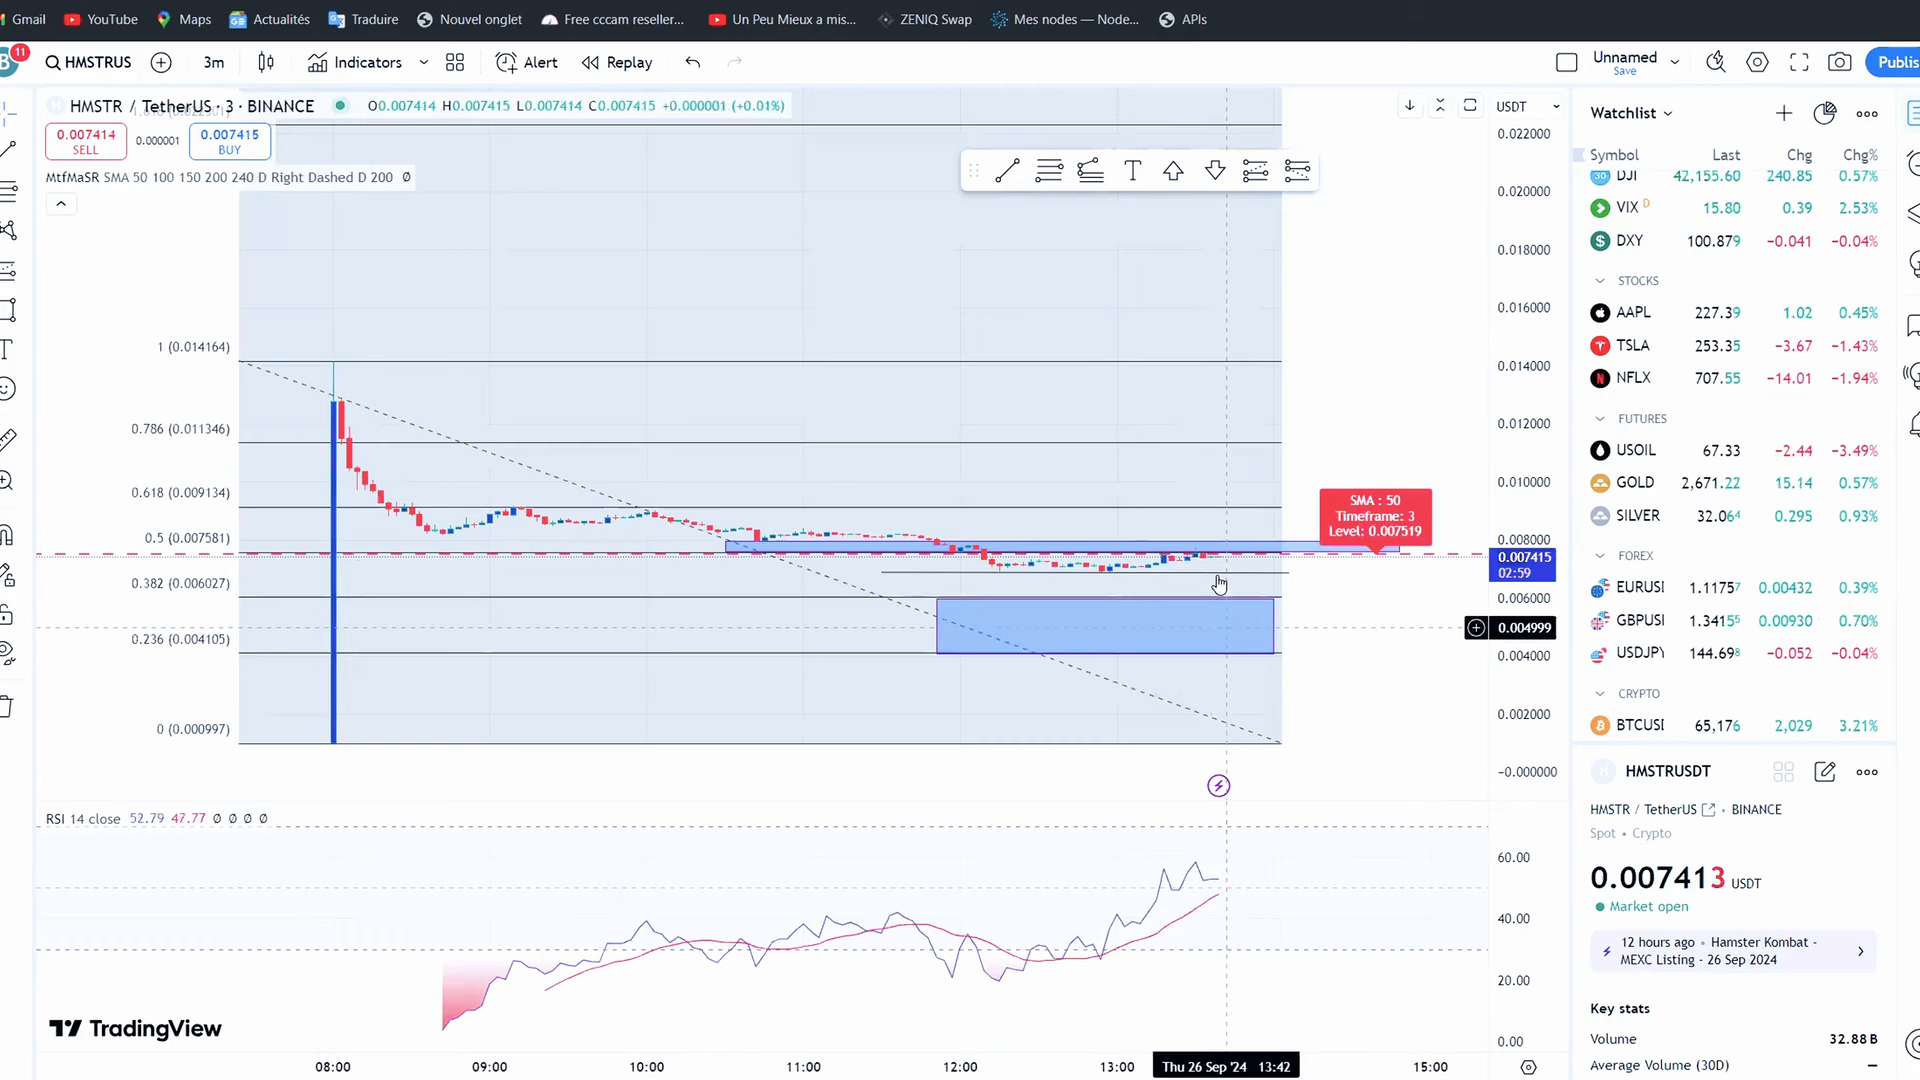 Gmail YouTube Maps Actualités Traduire Nouvel onglet Free cccam reseller... Un Peu Mieux a mis... ZENIQ Swap Mes nodes — Node... APIs
11
HMSTRUS 3m Indicators Alert Replay Unnamed Save Publis
HMSTR / TetherUS · 3 · BINANCE O0.007414 H0.007415 L0.007414 C0.007415 +0.000001 (+0.01%)
USDT
0.007414 SELL 0.000001 0.007415 BUY
MtfMaSR SMA 50 100 150 200 240 D Right Dashed D 200 Ø
0.022000
0.020000
0.018000
0.016000
0.014000
0.012000
0.010000
0.008000
0.007415
02:59
0.006000
0.004999
0.004000
0.002000
−0.000000
1 (0.014164)
0.786 (0.011346)
0.618 (0.009134)
0.5 (0.007581)
0.382 (0.006027)
0.236 (0.004105)
0 (0.000997)
SMA : 50
Timeframe: 3
Level: 0.007519
RSI 14 close 52.79 47.77 Ø Ø Ø Ø
60.00
40.00
20.00
0.00
TradingView
08:00 09:00 10:00 11:00 12:00 13:00 Thu 26 Sep '24 13:42 15:00
Watchlist
Symbol Last Chg Chg%
DJI 42,155.60 240.85 0.57%
VIX D 15.80 0.39 2.53%
DXY 100.879 −0.041 −0.04%
STOCKS
AAPL 227.39 1.02 0.45%
TSLA 253.35 −3.67 −1.43%
NFLX 707.55 −14.01 −1.94%
FUTURES
USOIL 67.33 −2.44 −3.49%
GOLD 2,671.22 15.14 0.57%
SILVER 32.064 0.295 0.93%
FOREX
EURUSI 1.11757 0.00432 0.39%
GBPUSI 1.34155 0.00930 0.70%
USDJPY 144.698 −0.052 −0.04%
CRYPTO
BTCUSI 65,176 2,029 3.21%
HMSTRUSDT
HMSTR / TetherUS • BINANCE
Spot • Crypto
0.007413 USDT
Market open
12 hours ago • Hamster Kombat -
MEXC Listing - 26 Sep 2024
Key stats
Volume 32.88 B
Average Volume (30D) —